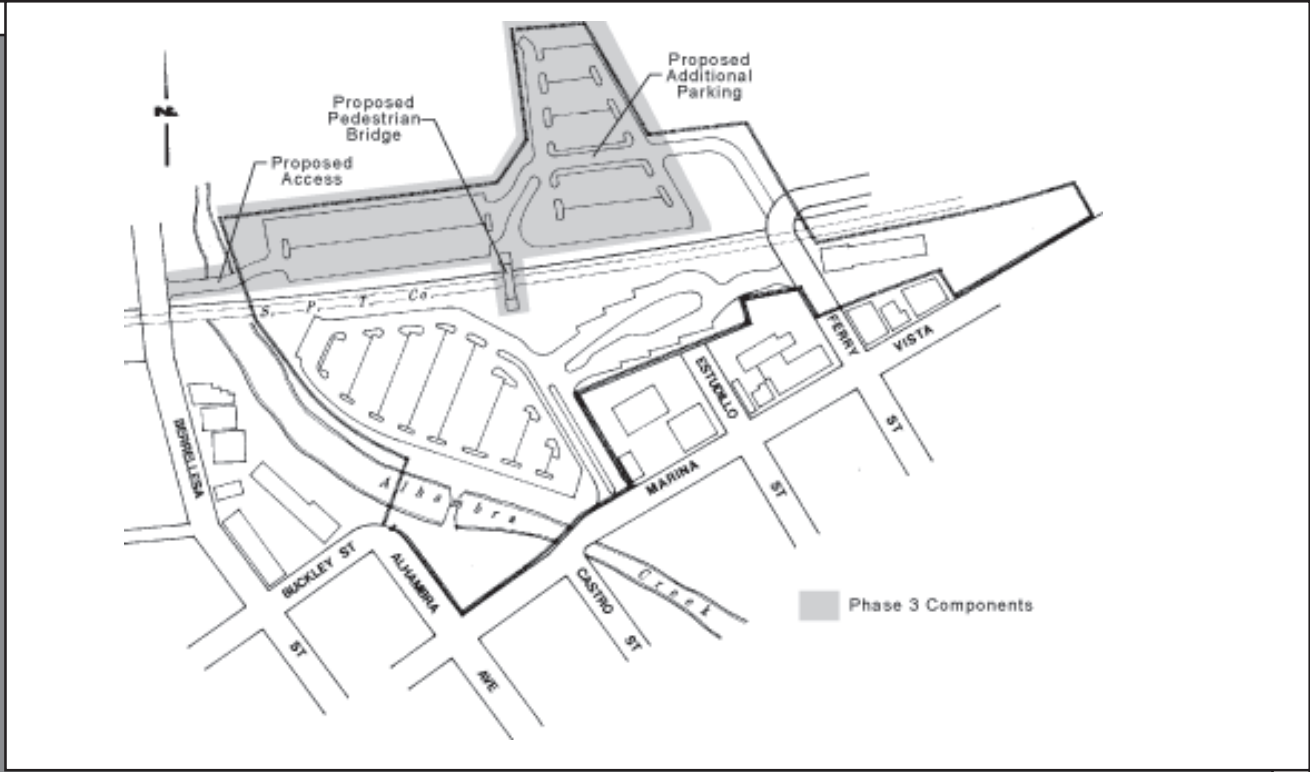 Proposed
Additional
Parking
Proposed
Pedestrian
Bridge
N
Proposed
Access
S. P. T. Co.
FERRY
VISTA
ESTUDILLO
ST
BERRELLESA
MARINA
ST
Alhambra
BUCKLEY ST
ALHAMBRA
CASTRO
Creek
Phase 3 Components
ST
ST
AVE